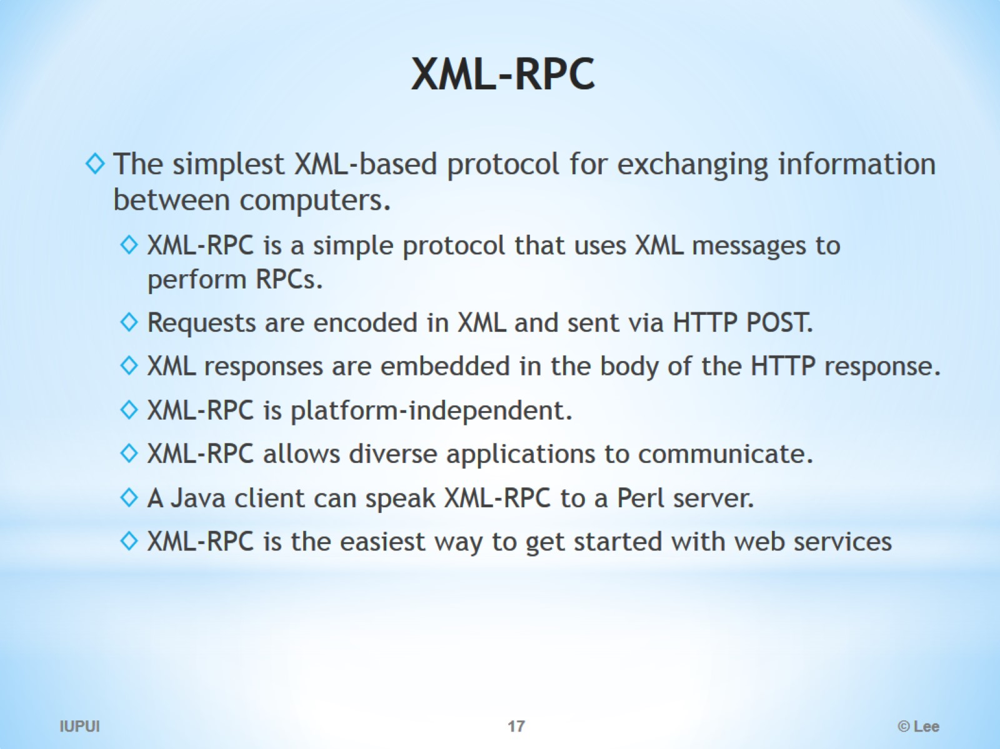 XML-RPC
The simplest XML-based protocol for exchanging information
between computers.
XML-RPC is a simple protocol that uses XML messages to
perform RPCs.
Requests are encoded in XML and sent via HTTP POST.
XML responses are embedded in the body of the HTTP response.
XML-RPC is platform-independent.
XML-RPC allows diverse applications to communicate.
A Java client can speak XML-RPC to a Perl server.
XML-RPC is the easiest way to get started with web services
IUPUI 17 © Lee